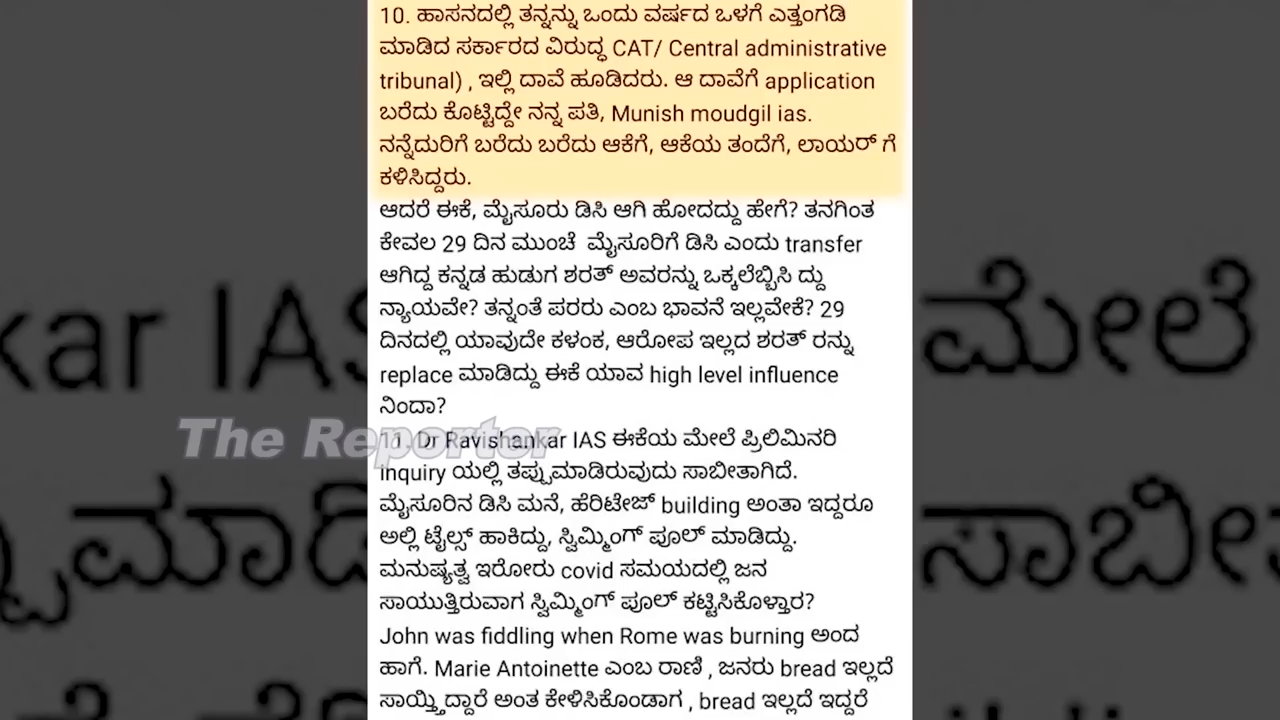 10. ಹಾಸನದಲ್ಲಿ ತನ್ನನ್ನು ಒಂದು ವರ್ಷದ ಒಳಗೆ ಎತ್ತಂಗಡಿ
ಮಾಡಿದ ಸರ್ಕಾರದ ವಿರುದ್ಧ CAT/ Central administrative
tribunal) , ಇಲ್ಲಿ ದಾವೆ ಹೂಡಿದರು. ಆ ದಾವೆಗೆ application
ಬರೆದು ಕೊಟ್ಟಿದ್ದೇ ನನ್ನ ಪತಿ, Munish moudgil ias.
ನನ್ನೆದುರಿಗೆ ಬರೆದು ಬರೆದು ಆಕೆಗೆ, ಆಕೆಯ ತಂದೆಗೆ, ಲಾಯರ್ ಗೆ
ಕಳಿಸಿದ್ದರು.
ಆದರೆ ಈಕೆ, ಮೈಸೂರು ಡಿಸಿ ಆಗಿ ಹೋದದ್ದು ಹೇಗೆ? ತನಗಿಂತ
ಕೇವಲ 29 ದಿನ ಮುಂಚೆ ಮೈಸೂರಿಗೆ ಡಿಸಿ ಎಂದು transfer
ಆಗಿದ್ದ ಕನ್ನಡ ಹುಡುಗ ಶರತ್ ಅವರನ್ನು ಒಕ್ಕಲೆಬ್ಬಿಸಿ ದ್ದು
ನ್ಯಾಯವೇ? ತನ್ನಂತೆ ಪರರು ಎಂಬ ಭಾವನೆ ಇಲ್ಲವೇಕೆ? 29
ದಿನದಲ್ಲಿ ಯಾವುದೇ ಕಳಂಕ, ಆರೋಪ ಇಲ್ಲದ ಶರತ್ ರನ್ನು
replace ಮಾಡಿದ್ದು ಈಕೆ ಯಾವ high level influence
ನಿಂದಾ?
11. Dr Ravishankar IAS ಈಕೆಯ ಮೇಲೆ ಪ್ರಿಲಿಮಿನರಿ
inquiry ಯಲ್ಲಿ ತಪ್ಪುಮಾಡಿರುವುದು ಸಾಬೀತಾಗಿದೆ.
ಮೈಸೂರಿನ ಡಿಸಿ ಮನೆ, ಹೆರಿಟೇಜ್ building ಅಂತಾ ಇದ್ದರೂ
ಅಲ್ಲಿ ಟೈಲ್ಸ್ ಹಾಕಿದ್ದು, ಸ್ವಿಮ್ಮಿಂಗ್ ಪೂಲ್ ಮಾಡಿದ್ದು.
ಮನುಷ್ಯತ್ವ ಇರೋರು covid ಸಮಯದಲ್ಲಿ ಜನ
ಸಾಯುತ್ತಿರುವಾಗ ಸ್ವಿಮ್ಮಿಂಗ್ ಪೂಲ್ ಕಟ್ಟಿಸಿಕೊಳ್ತಾರ?
John was fiddling when Rome was burning ಅಂದ
ಹಾಗೆ. Marie Antoinette ಎಂಬ ರಾಣಿ , ಜನರು bread ಇಲ್ಲದೆ
ಸಾಯ್ತಿದ್ದಾರೆ ಅಂತ ಕೇಳಿಸಿಕೊಂಡಾಗ , bread ಇಲ್ಲದೆ ಇದ್ದರೆ
The Reporter
kar IAS
ಮೇಲೆ
ಸಾಬೀ